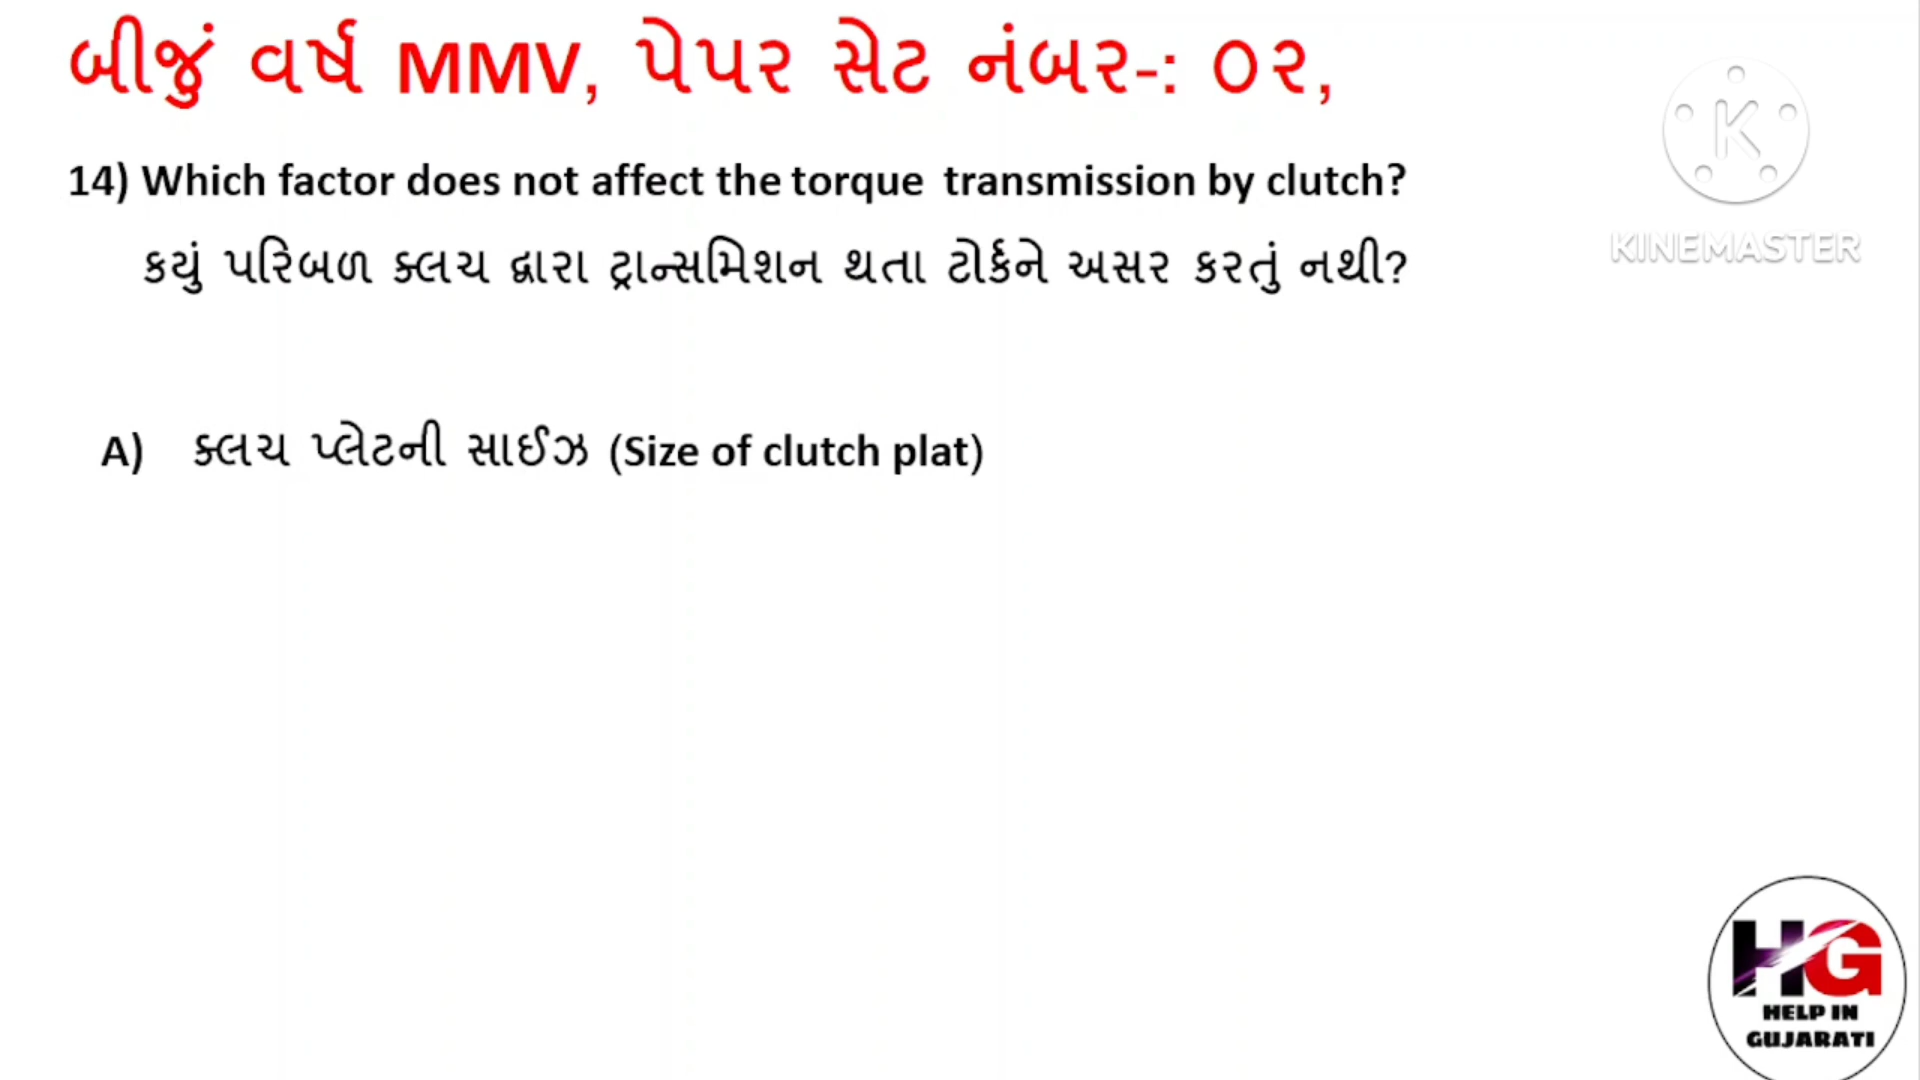 બીજું વર્ષ MMV, પેપર સેટ નંબર-: ૦૨,
14) Which factor does not affect the torque transmission by clutch?
કયું પરિબળ ક્લચ દ્વારા ટ્રાન્સમિશન થતા ટોર્કને અસર કરતું નથી?
A) ક્લચ પ્લેટની સાઈઝ (Size of clutch plat)
K
KINEMASTER
HG
HELP IN
GUJARATI